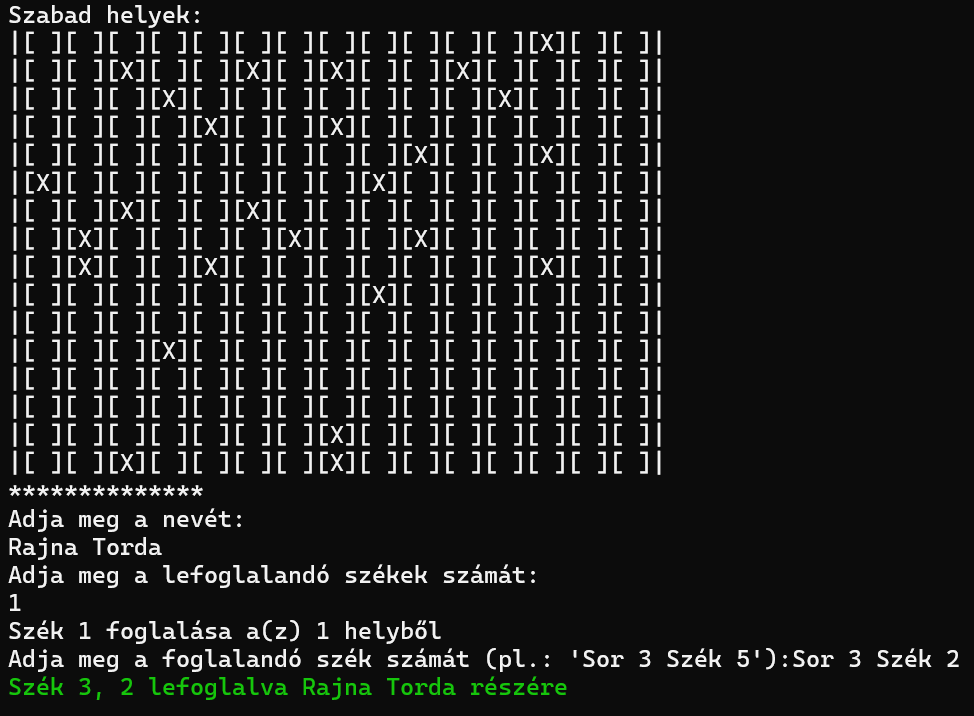 Szabad helyek:
|[ ][ ][ ][ ][ ][ ][ ][ ][ ][ ][ ][ ][X][ ][ ]|
|[ ][ ][X][ ][ ][X][ ][X][ ][ ][X][ ][ ][ ][ ]|
|[ ][ ][ ][X][ ][ ][ ][ ][ ][ ][ ][X][ ][ ][ ]|
|[ ][ ][ ][ ][X][ ][ ][X][ ][ ][ ][ ][ ][ ][ ]|
|[ ][ ][ ][ ][ ][ ][ ][ ][ ][X][ ][ ][X][ ][ ]|
|[X][ ][ ][ ][ ][ ][ ][ ][X][ ][ ][ ][ ][ ][ ]|
|[ ][ ][X][ ][ ][X][ ][ ][ ][ ][ ][ ][ ][ ][ ]|
|[ ][X][ ][ ][ ][ ][X][ ][ ][X][ ][ ][ ][ ][ ]|
|[ ][X][ ][ ][X][ ][ ][ ][ ][ ][ ][ ][X][ ][ ]|
|[ ][ ][ ][ ][ ][ ][ ][ ][X][ ][ ][ ][ ][ ][ ]|
|[ ][ ][ ][ ][ ][ ][ ][ ][ ][ ][ ][ ][ ][ ][ ]|
|[ ][ ][ ][X][ ][ ][ ][ ][ ][ ][ ][ ][ ][ ][ ]|
|[ ][ ][ ][ ][ ][ ][ ][ ][ ][ ][ ][ ][ ][ ][ ]|
|[ ][ ][ ][ ][ ][ ][ ][ ][ ][ ][ ][ ][ ][ ][ ]|
|[ ][ ][ ][ ][ ][ ][ ][X][ ][ ][ ][ ][ ][ ][ ]|
|[ ][ ][X][ ][ ][ ][ ][X][ ][ ][ ][ ][ ][ ][ ]|
**************
Adja meg a nevét:
Rajna Torda
Adja meg a lefoglalandó székek számát:
1
Szék 1 foglalása a(z) 1 helyből
Adja meg a foglalandó szék számát (pl.: 'Sor 3 Szék 5'):Sor 3 Szék 2
Szék 3, 2 lefoglalva Rajna Torda részére